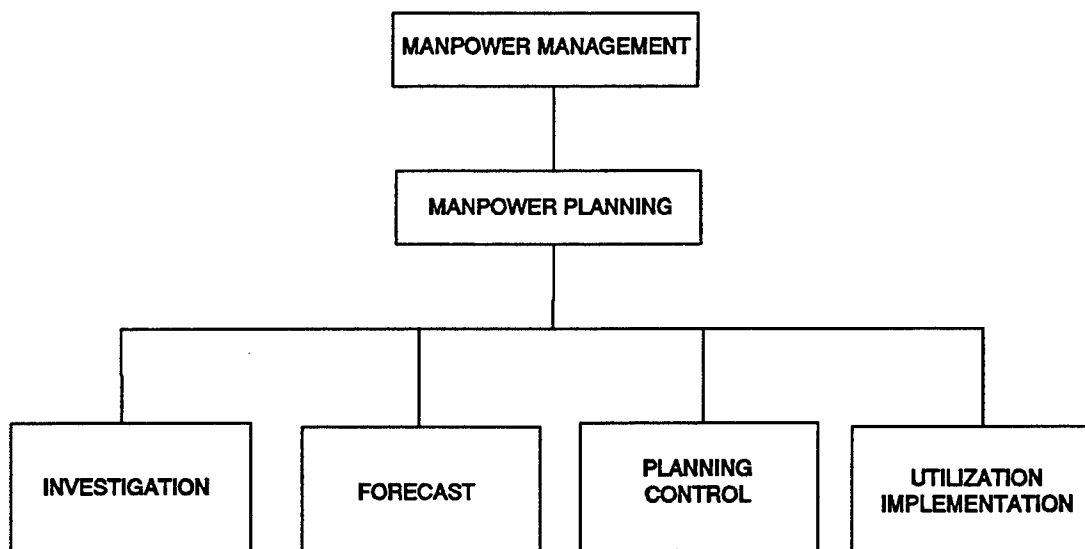 MANPOWER MANAGEMENT
MANPOWER PLANNING
INVESTIGATION
FORECAST
PLANNING
CONTROL
UTILIZATION
IMPLEMENTATION